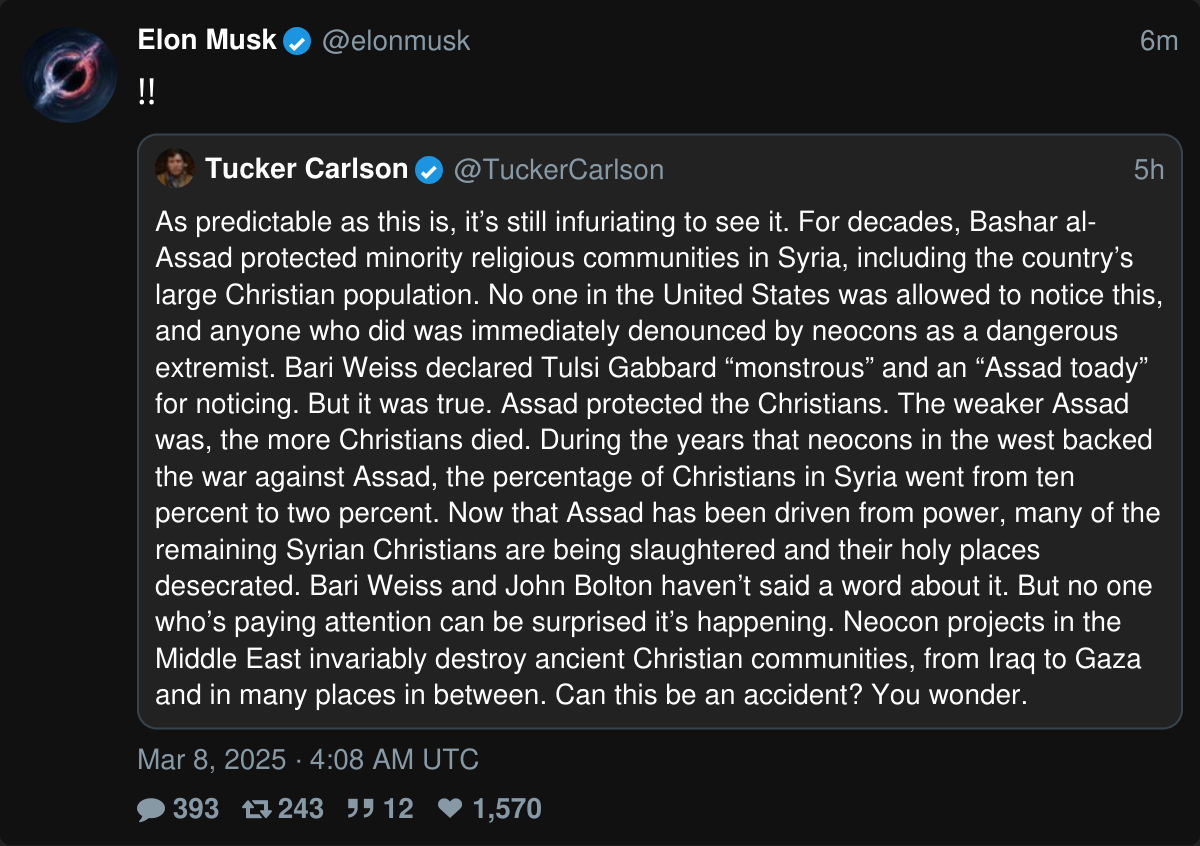 Elon Musk @elonmusk 6m
!!
Tucker Carlson @TuckerCarlson 5h
As predictable as this is, it’s still infuriating to see it. For decades, Bashar al-
Assad protected minority religious communities in Syria, including the country’s
large Christian population. No one in the United States was allowed to notice this,
and anyone who did was immediately denounced by neocons as a dangerous
extremist. Bari Weiss declared Tulsi Gabbard “monstrous” and an “Assad toady”
for noticing. But it was true. Assad protected the Christians. The weaker Assad
was, the more Christians died. During the years that neocons in the west backed
the war against Assad, the percentage of Christians in Syria went from ten
percent to two percent. Now that Assad has been driven from power, many of the
remaining Syrian Christians are being slaughtered and their holy places
desecrated. Bari Weiss and John Bolton haven’t said a word about it. But no one
who’s paying attention can be surprised it’s happening. Neocon projects in the
Middle East invariably destroy ancient Christian communities, from Iraq to Gaza
and in many places in between. Can this be an accident? You wonder.
Mar 8, 2025 · 4:08 AM UTC
393 243 12 1,570